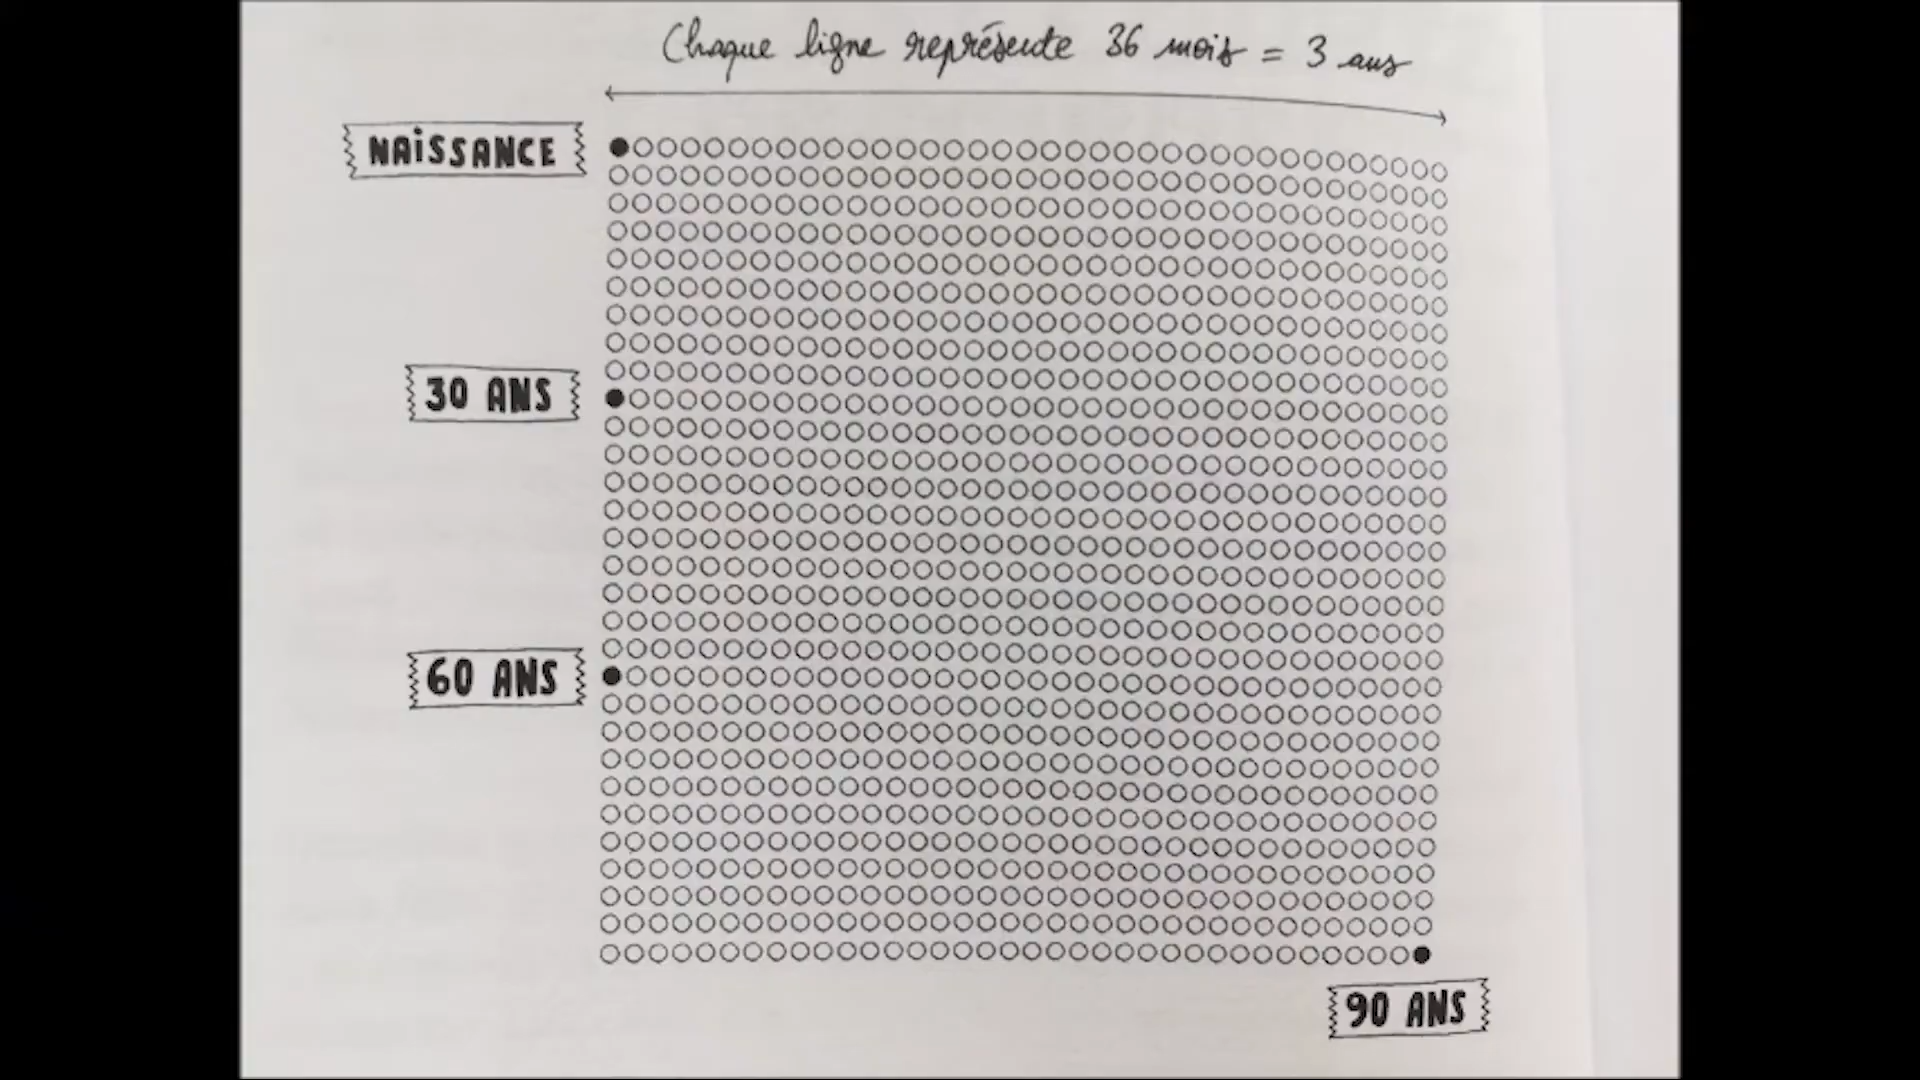 Chaque ligne représente 36 mois = 3 ans
NAiSSANCE
30 ANS
60 ANS
90 ANS